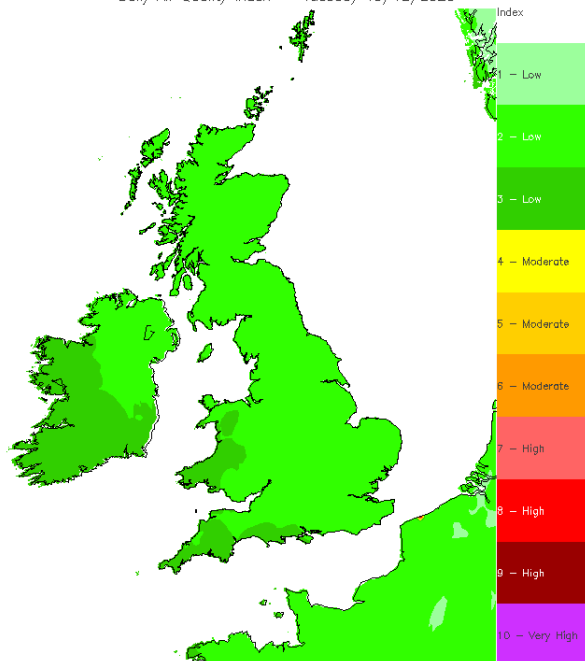 Index
1 - Low
2 - Low
3 - Low
4 - Moderate
5 - Moderate
6 - Moderate
7 - High
8 - High
9 - High
10 - Very High